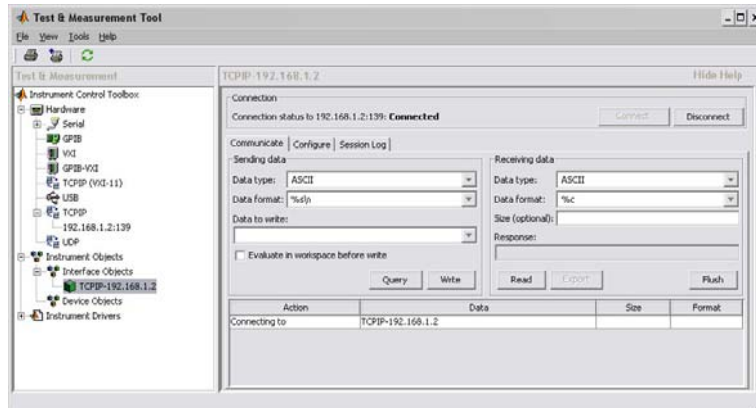 Test & Measurement Tool
File View Tools Help
Test & Measurement
TCPIP-192.168.1.2
Hide Help
Instrument Control Toolbox
Hardware
Serial
GPIB
VXI
GPIB-VXI
TCPIP (VXI-11)
USB
TCPIP
192.168.1.2:139
UDP
Instrument Objects
Interface Objects
TCPIP-192.168.1.2
Device Objects
Instrument Drivers
Connection
Connection status to 192.168.1.2:139: Connected
Connect Disconnect
Communicate Configure Session Log
Sending data
Data type: ASCII
Data format: %s\n
Data to write:
Evaluate in workspace before write
Query Write
Receiving data
Data type: ASCII
Data format: %c
Size (optional):
Response:
Read Export Flush
Action Data Size Format
Connecting to TCPIP-192.168.1.2